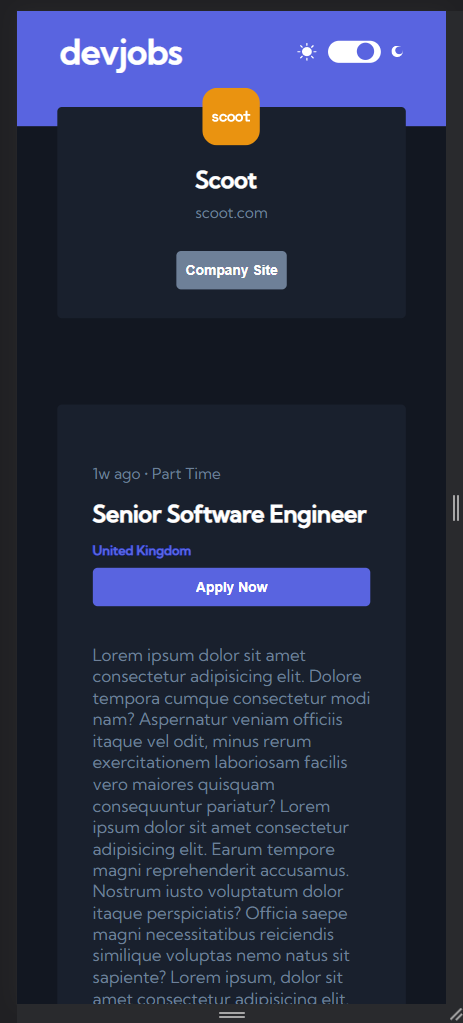 devjobs
scoot
Scoot
scoot.com
Company Site
1w ago • Part Time
Senior Software Engineer
United Kingdom
Apply Now
Lorem ipsum dolor sit amet
consectetur adipisicing elit. Dolore
tempora cumque consectetur modi
nam? Aspernatur veniam officiis
itaque vel odit, minus rerum
exercitationem laboriosam facilis
vero maiores quisquam
consequuntur pariatur? Lorem
ipsum dolor sit amet consectetur
adipisicing elit. Earum tempore
magni reprehenderit accusamus.
Nostrum iusto voluptatum dolor
itaque perspiciatis? Officia saepe
magni necessitatibus reiciendis
similique voluptas nemo natus sit
sapiente? Lorem ipsum, dolor sit
amet consectetur adipisicing elit